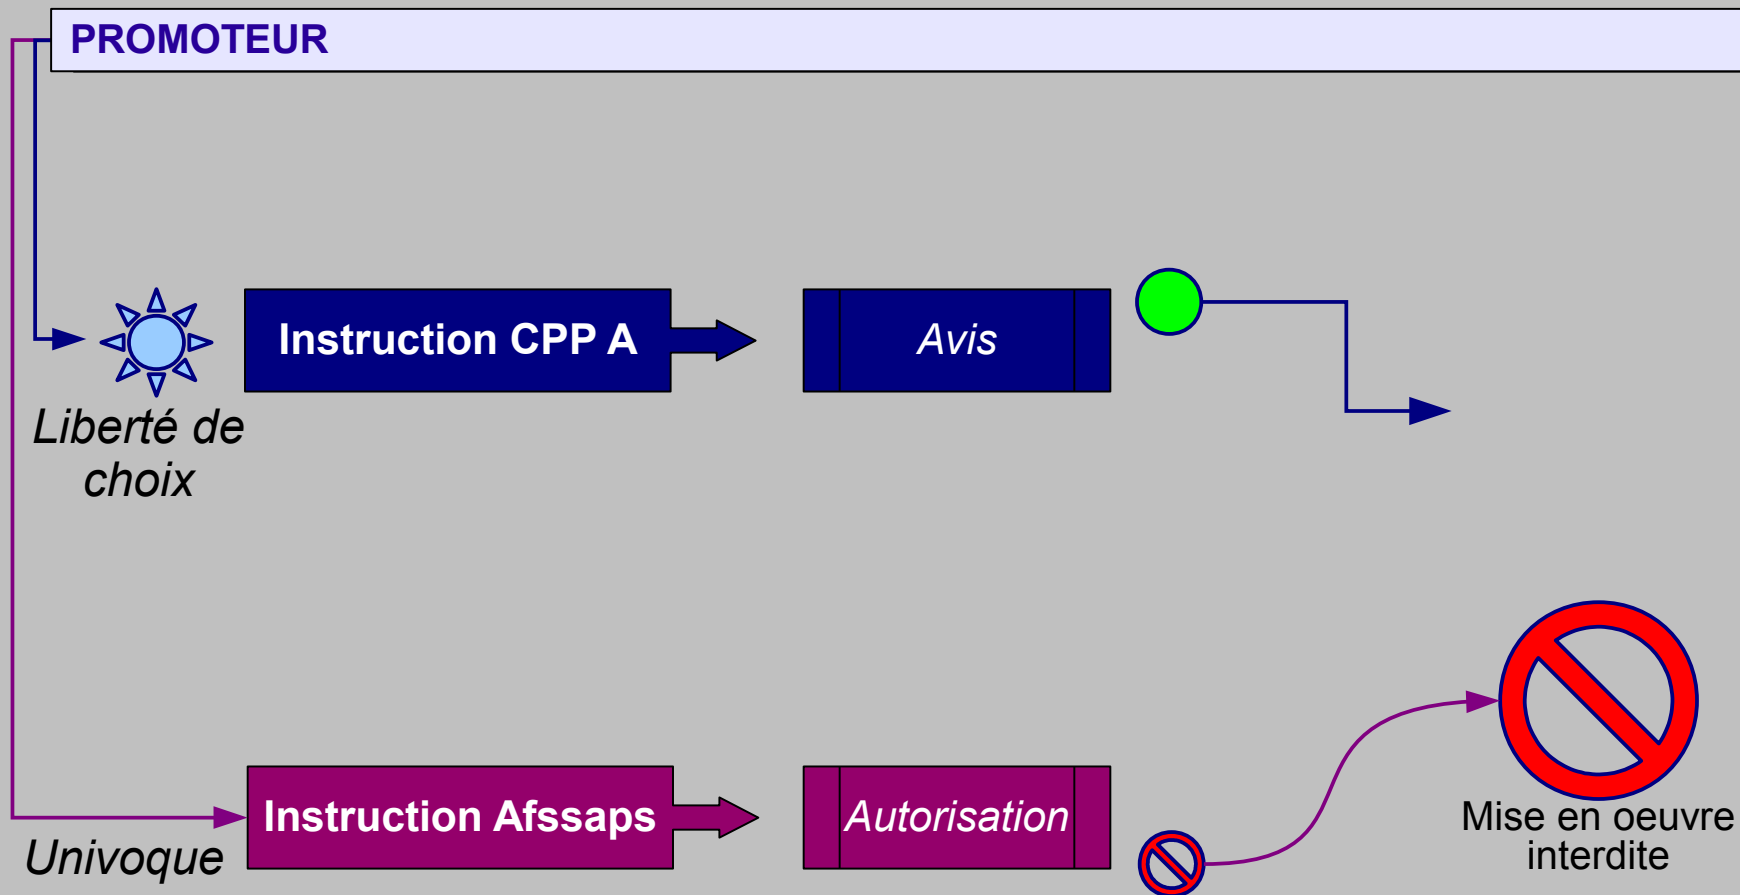 PROMOTEUR
Instruction CPP A
Avis
Liberté de
choix
Instruction Afssaps
Autorisation
Univoque
Mise en oeuvre
interdite